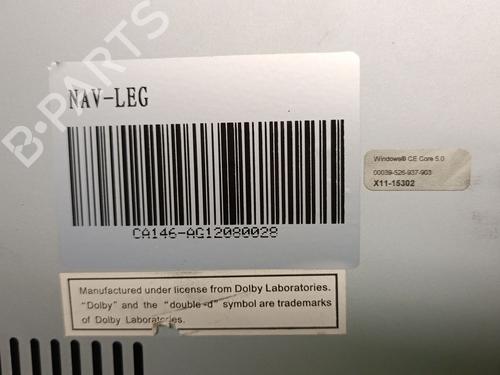 NAV-LEG
B-PARTS
CA146-AG12080028
Windows® CE Core 5.0
00039-526-937-903
X11-15302
Manufactured under license from Dolby Laboratories.
"Dolby" and the "double-d" symbol are trademarks
of Dolby Laboratories.